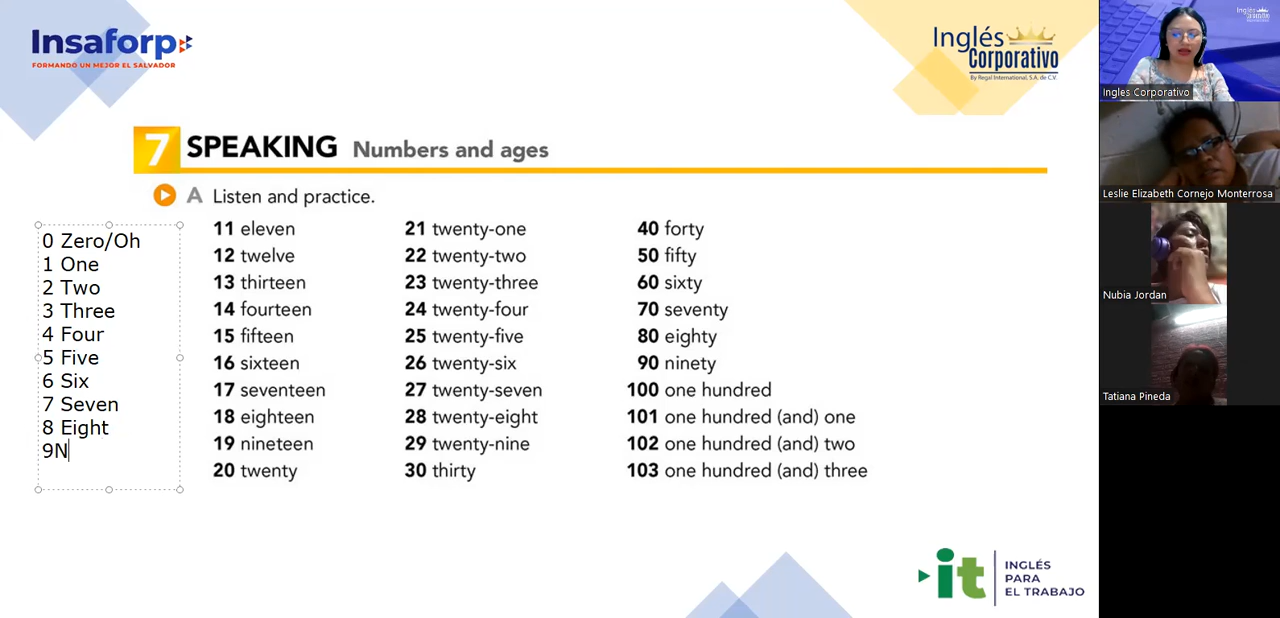 Insaforp
FORMANDO UN MEJOR EL SALVADOR
Inglés
Corporativo
By Regal International, S.A. de C.V.
7 SPEAKING Numbers and ages
A Listen and practice.
0 Zero/Oh
1 One
2 Two
3 Three
4 Four
5 Five
6 Six
7 Seven
8 Eight
9N
11 eleven
12 twelve
13 thirteen
14 fourteen
15 fifteen
16 sixteen
17 seventeen
18 eighteen
19 nineteen
20 twenty
21 twenty-one
22 twenty-two
23 twenty-three
24 twenty-four
25 twenty-five
26 twenty-six
27 twenty-seven
28 twenty-eight
29 twenty-nine
30 thirty
40 forty
50 fifty
60 sixty
70 seventy
80 eighty
90 ninety
100 one hundred
101 one hundred (and) one
102 one hundred (and) two
103 one hundred (and) three
it
INGLÉS
PARA
EL TRABAJO
Inglés
Ingles Corporativo
Leslie Elizabeth Cornejo Monterrosa
Nubia Jordan
Tatiana Pineda